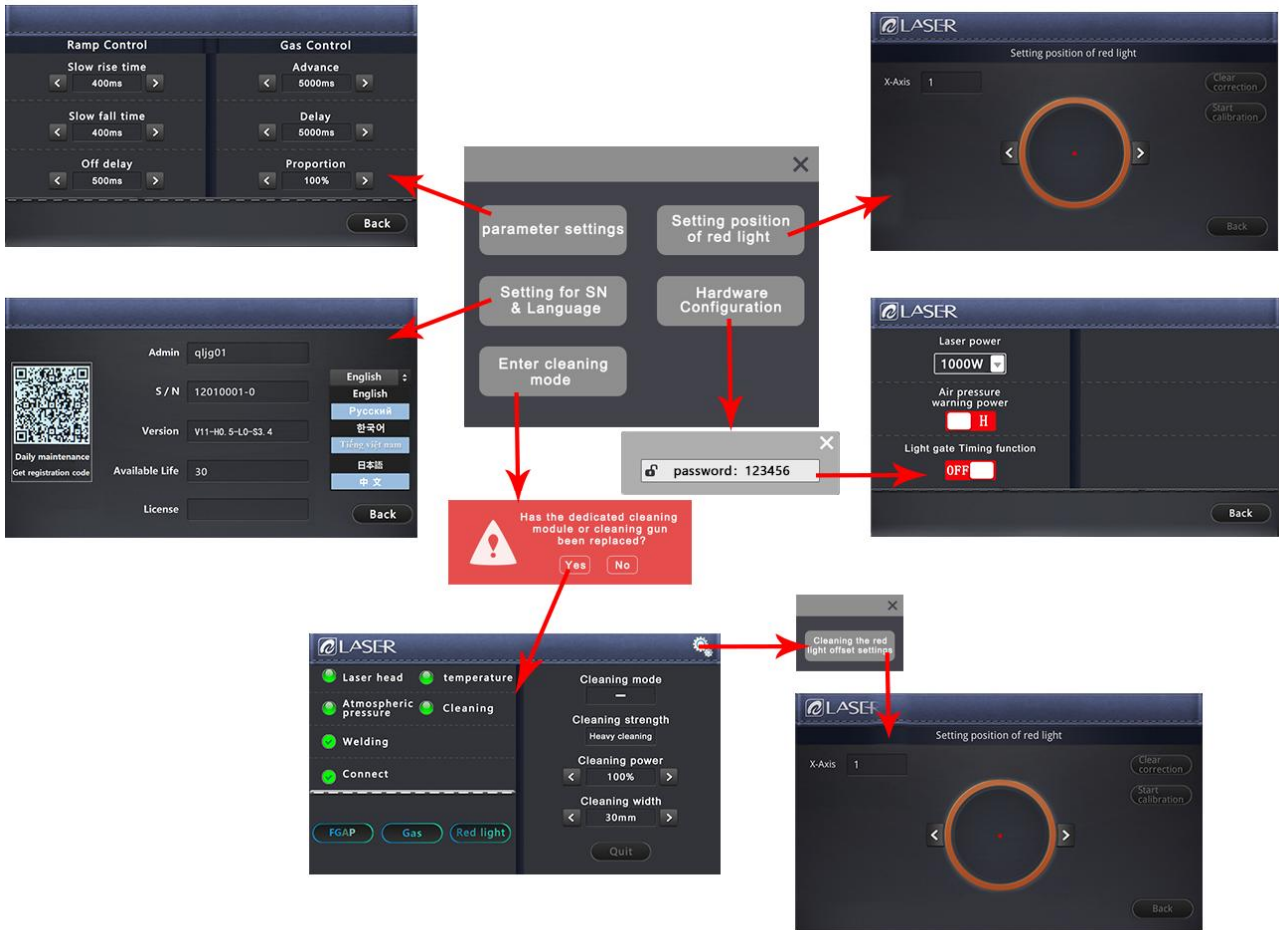 Ramp Control
Gas Control
Slow rise time
400ms
Slow fall time
400ms
Off delay
500ms
Advance
5000ms
Delay
5000ms
Proportion
100%
Back
LASER
Setting position of red light
X-Axis 1
Clear
correction
Start
calibration
Back
parameter settings
Setting position
of red light
Setting for SN
& Language
Hardware
Configuration
Enter cleaning
mode
Daily maintenance
Get registration code
Admin qljg01
S / N 12010001-0
Version V11-H0.5-L0-S3.4
Available Life 30
License
English
English
Русский
한국어
Tiếng việt nam
日本語
中 文
Back
LASER
Laser power
1000W
Air pressure
warning power
H
Light gate Timing function
OFF
Back
password: 123456
Has the dedicated cleaning
module or cleaning gun
been replaced?
Yes No
LASER
Laser head
temperature
Atmospheric
pressure
Cleaning
Welding
Connect
FGAP
Gas
Red light
Cleaning mode
—
Cleaning strength
Heavy cleaning
Cleaning power
100%
Cleaning width
30mm
Quit
Cleaning the red
light offset settings
LASER
Setting position of red light
X-Axis 1
Clear
correction
Start
calibration
Back